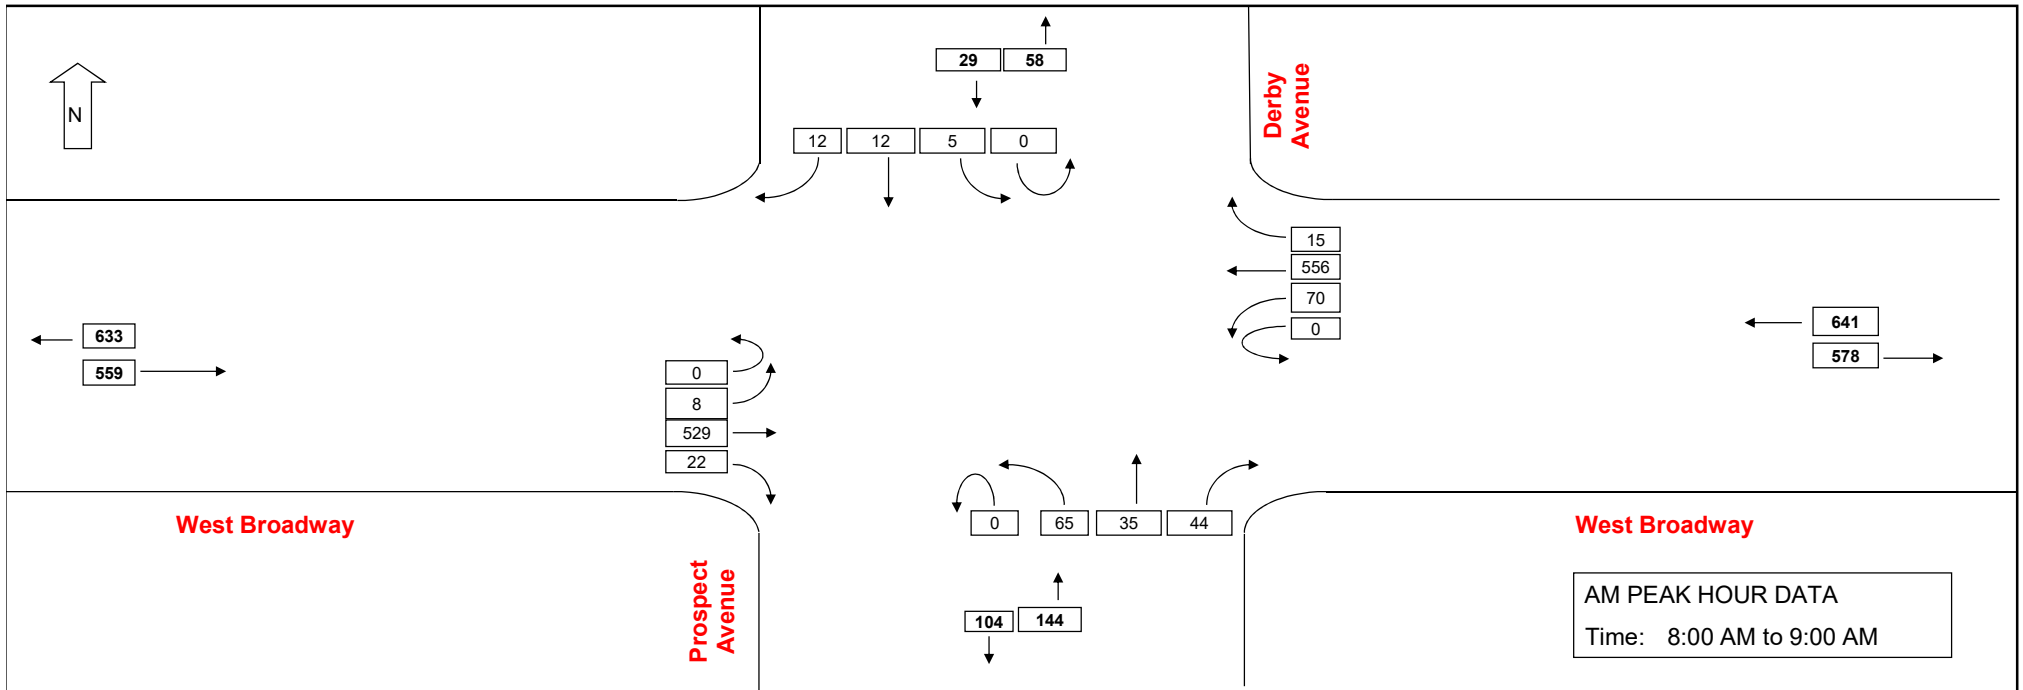 29 58
N
Derby
Avenue
12 12 5 0
15
556
70
0
633
559
641
578
0
8
529
22
0 65 35 44
West Broadway
West Broadway
Prospect
Avenue
104 144
AM PEAK HOUR DATA
Time: 8:00 AM to 9:00 AM